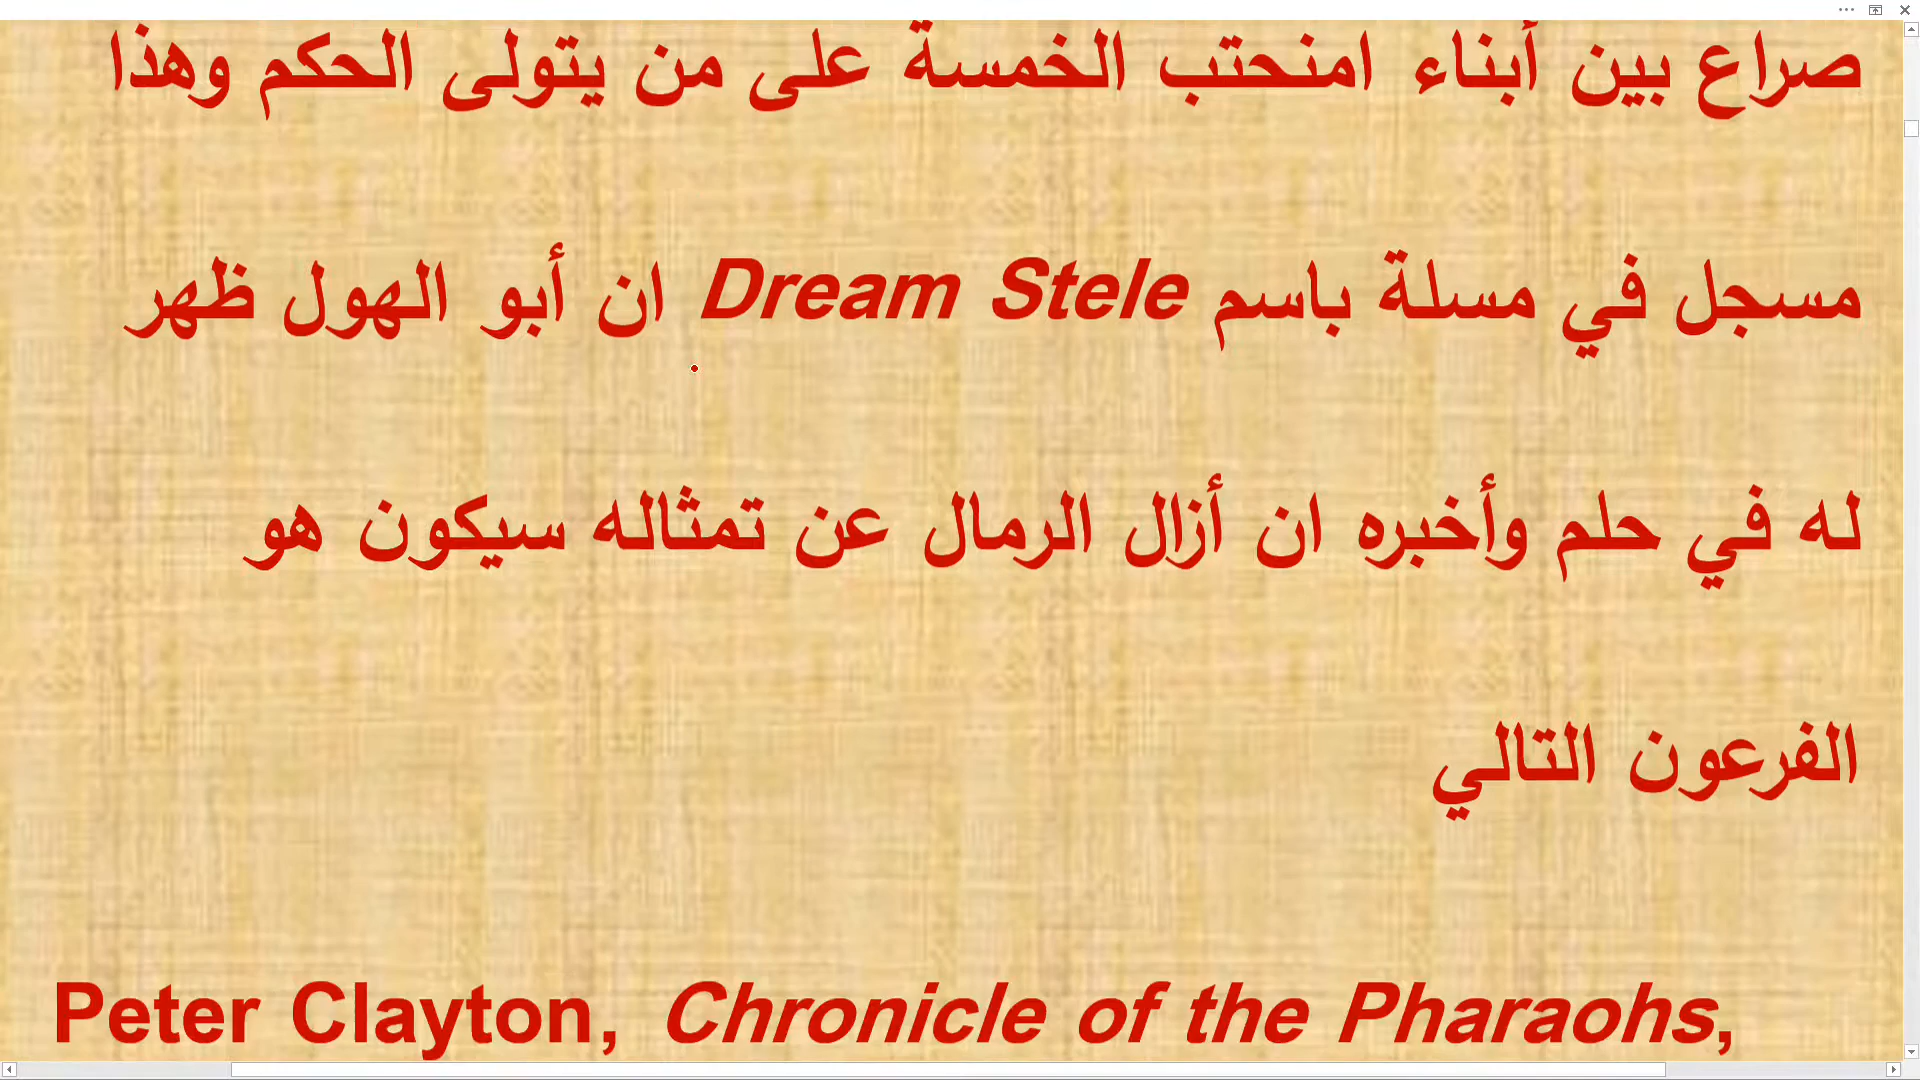 صراع بين أبناء امنحتب الخمسة على من يتولى الحكم وهذا
مسجل في مسلة باسم Dream Stele ان أبو الهول ظهر
له في حلم وأخبره ان أزال الرمال عن تمثاله سيكون هو
الفرعون التالي
Peter Clayton, Chronicle of the Pharaohs,